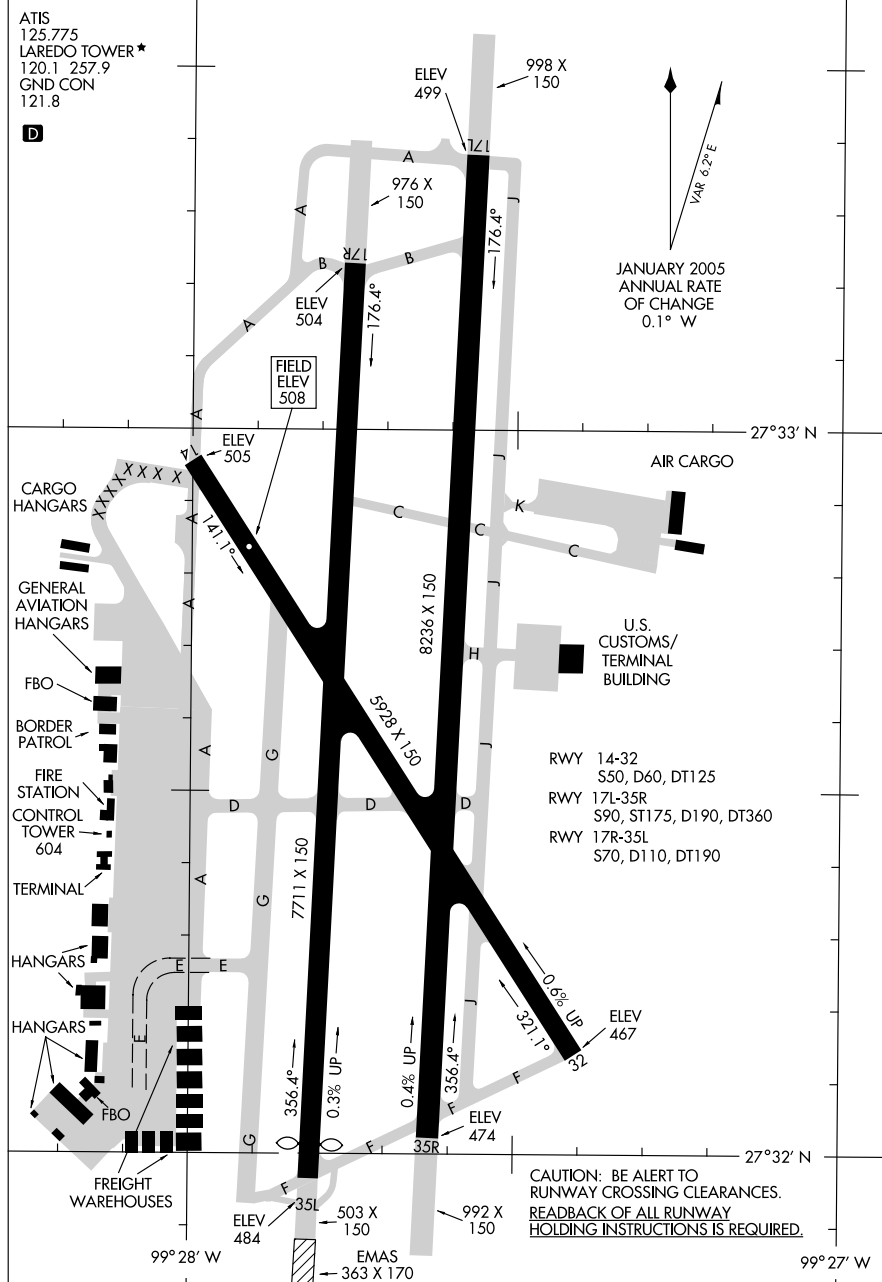 ATIS
125.775
LAREDO TOWER ★
120.1 257.9
GND CON
121.8
D
998 X
150
ELEV
499
17L
VAR 6.2° E
JANUARY 2005
ANNUAL RATE
OF CHANGE
0.1° W
A
J
A
976 X
150
176.4°
17R
B
B
ELEV
504
176.4°
A
FIELD
ELEV
508
A
27°33' N
14
ELEV
505
J
AIR CARGO
X X X X X X X X
CARGO
HANGARS
K
C
C
C
A
141.1°
J
A
8236 X 150
GENERAL
AVIATION
HANGARS
U.S.
CUSTOMS/
TERMINAL
BUILDING
H
FBO
5928 X 150
BORDER
PATROL
A
G
J
RWY 14-32
S50, D60, DT125
RWY 17L-35R
S90, ST175, D190, DT360
RWY 17R-35L
S70, D110, DT190
FIRE
STATION
D
D
D
CONTROL
TOWER
604
TERMINAL
A
7711 X 150
G
HANGARS
E
E
E
0.6% UP
321.1°
J
ELEV
467
32
HANGARS
356.4°
0.3% UP
0.4% UP
356.4°
F
F
FBO
ELEV
474
G
F
35R
27°32' N
FREIGHT
WAREHOUSES
F
35L
ELEV
484
503 X
150
992 X
150
CAUTION: BE ALERT TO
RUNWAY CROSSING CLEARANCES.
READBACK OF ALL RUNWAY
HOLDING INSTRUCTIONS IS REQUIRED.
99° 28' W
EMAS
363 X 170
99° 27' W